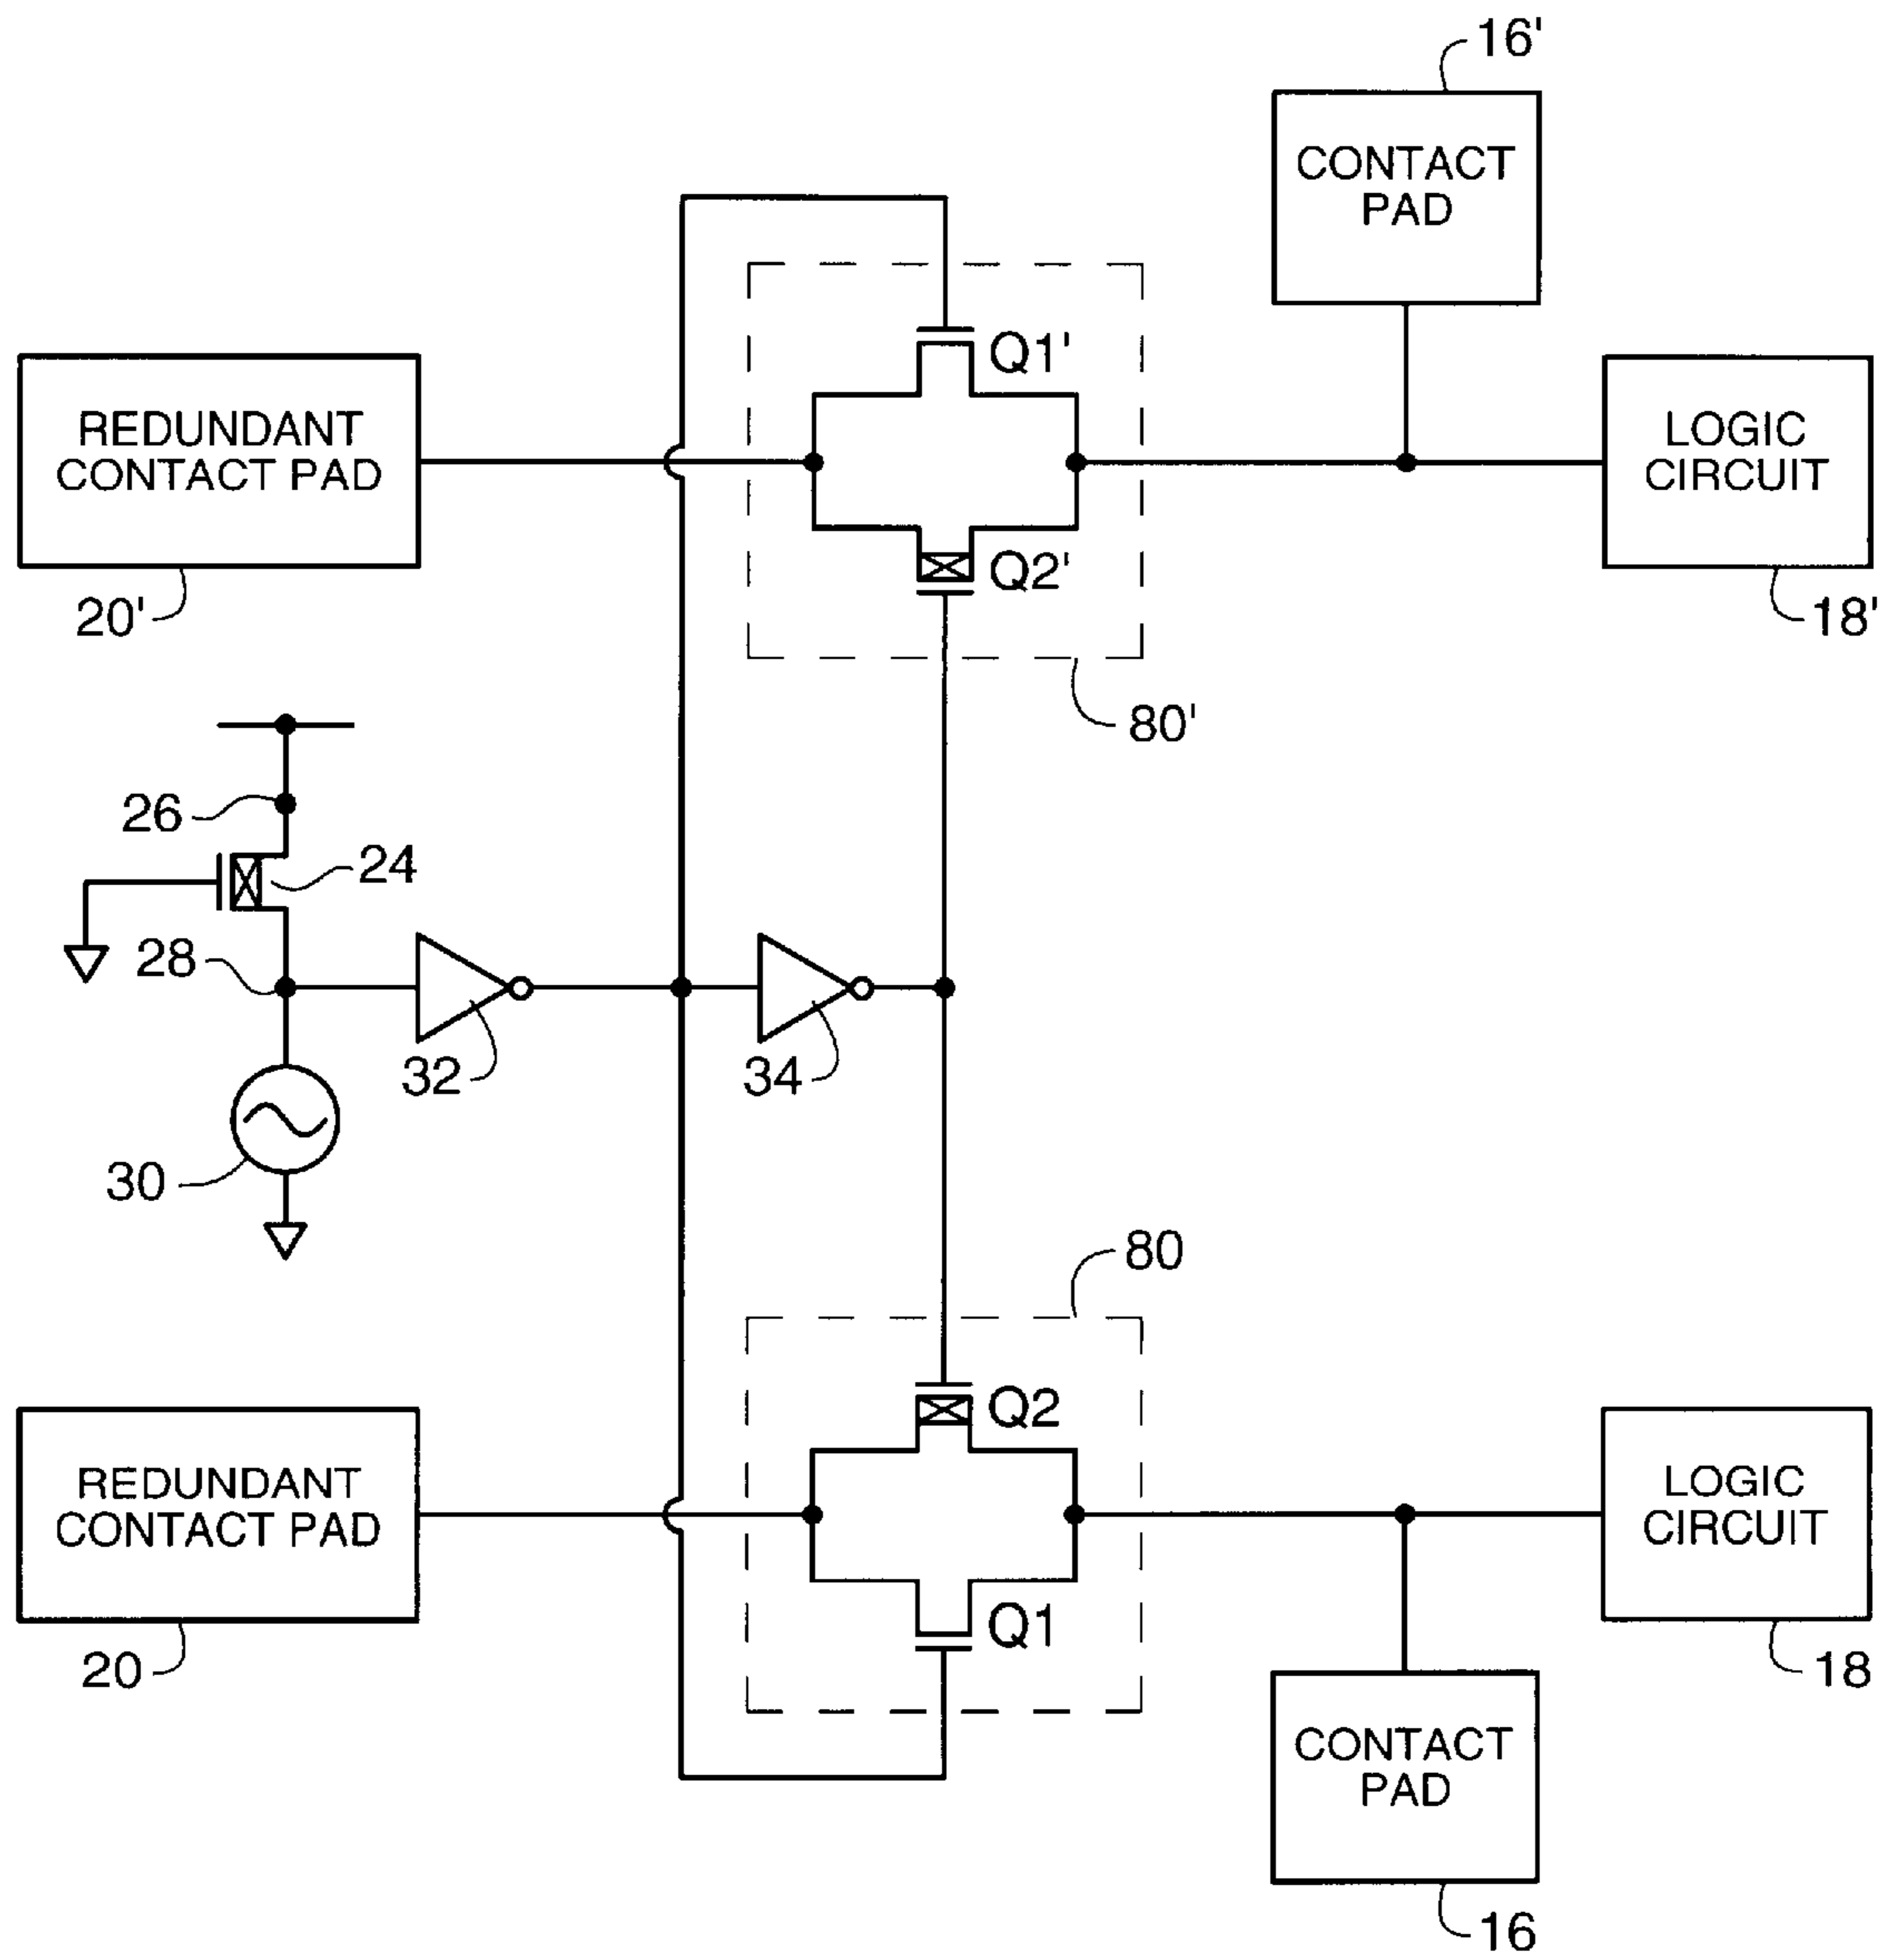 16'
CONTACT
PAD
Q1'
REDUNDANT
CONTACT PAD
LOGIC
CIRCUIT
Q2'
20'
18'
80'
26
24
28
32
34
30
80
Q2
REDUNDANT
CONTACT PAD
LOGIC
CIRCUIT
Q1
20
18
CONTACT
PAD
16